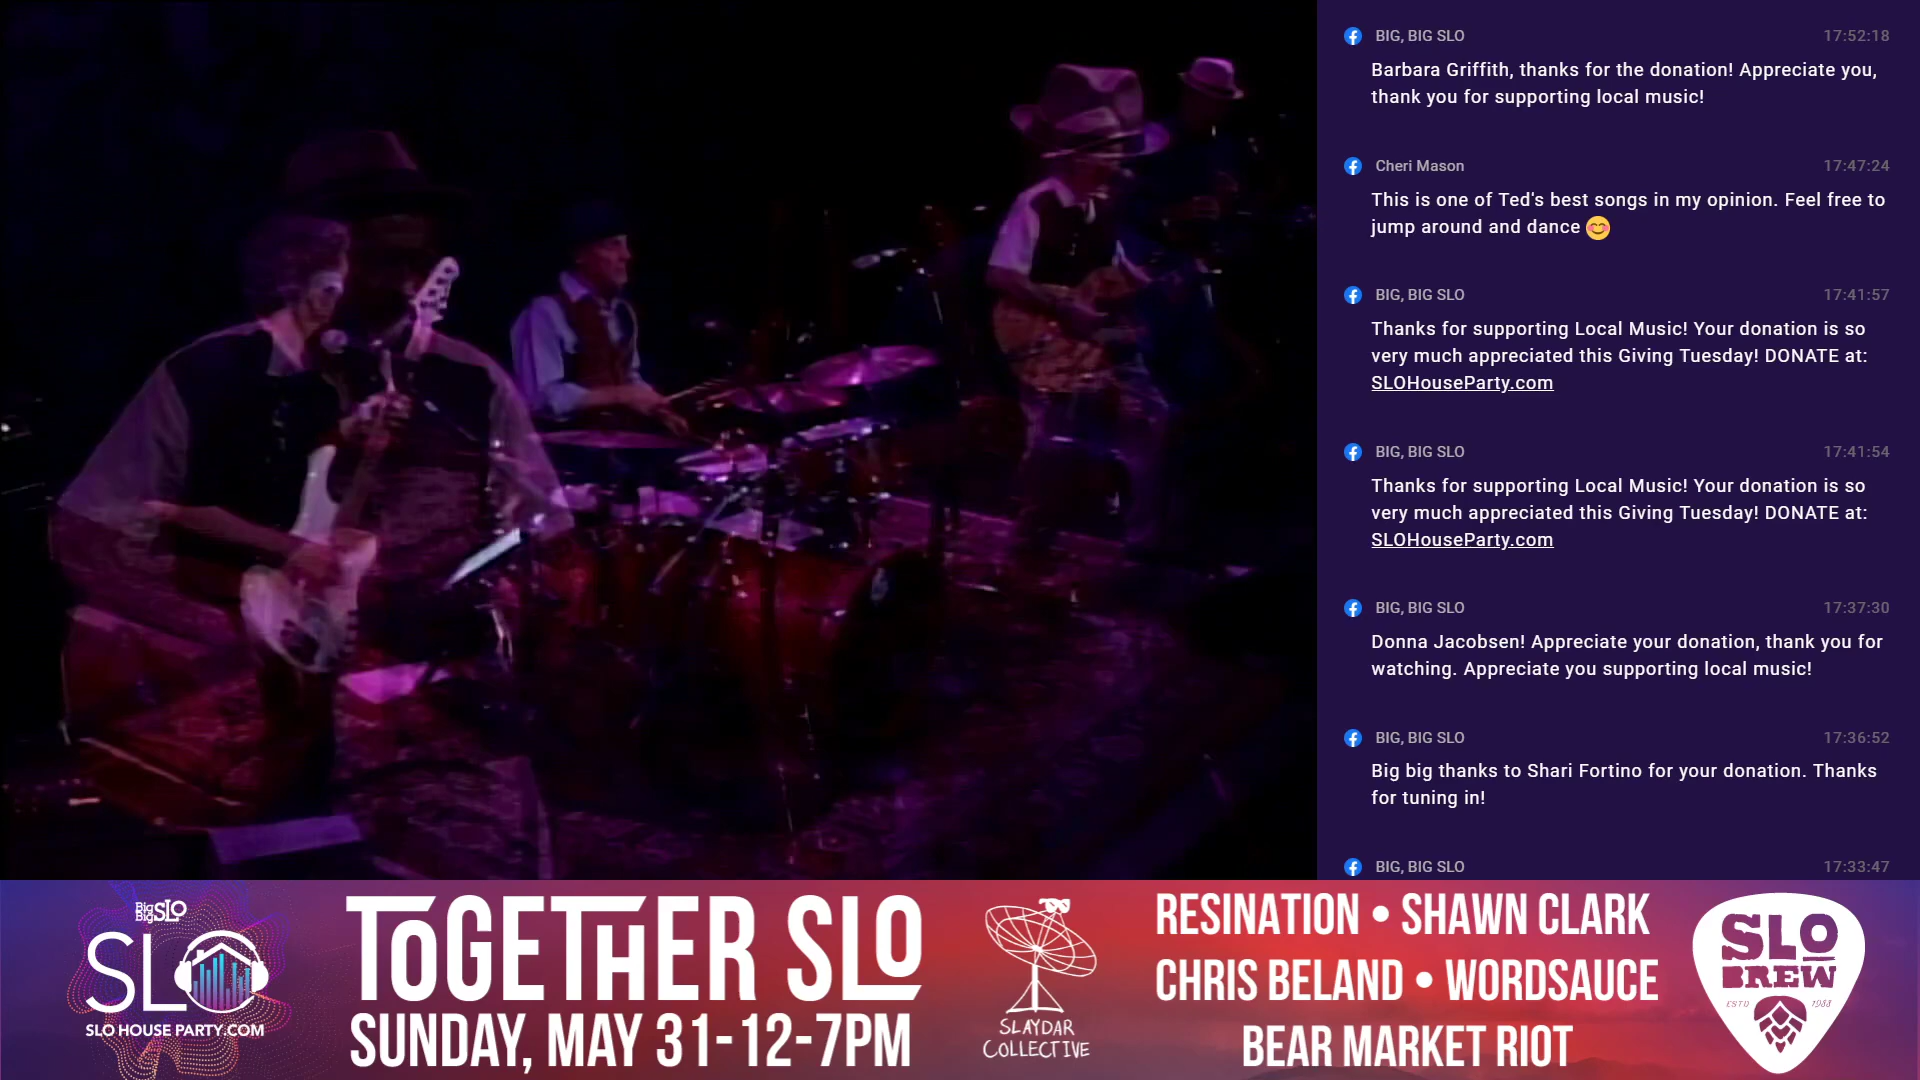 BIG, BIG SLO 17:52:18
Barbara Griffith, thanks for the donation! Appreciate you,
thank you for supporting local music!
Cheri Mason 17:47:24
This is one of Ted's best songs in my opinion. Feel free to
jump around and dance 😊
BIG, BIG SLO 17:41:57
Thanks for supporting Local Music! Your donation is so
very much appreciated this Giving Tuesday! DONATE at:
SLOHouseParty.com
BIG, BIG SLO 17:41:54
Thanks for supporting Local Music! Your donation is so
very much appreciated this Giving Tuesday! DONATE at:
SLOHouseParty.com
BIG, BIG SLO 17:37:30
Donna Jacobsen! Appreciate your donation, thank you for
watching. Appreciate you supporting local music!
BIG, BIG SLO 17:36:52
Big big thanks to Shari Fortino for your donation. Thanks
for tuning in!
BIG, BIG SLO 17:33:47
Big Big SLO
SLO
SLO HOUSE PARTY.COM
TOGETHER SLO
SUNDAY, MAY 31-12-7PM
SLAYDAR
COLLECTIVE
RESINATION • SHAWN CLARK
CHRIS BELAND • WORDSAUCE
BEAR MARKET RIOT
SLO
BREW
ESTD 1988